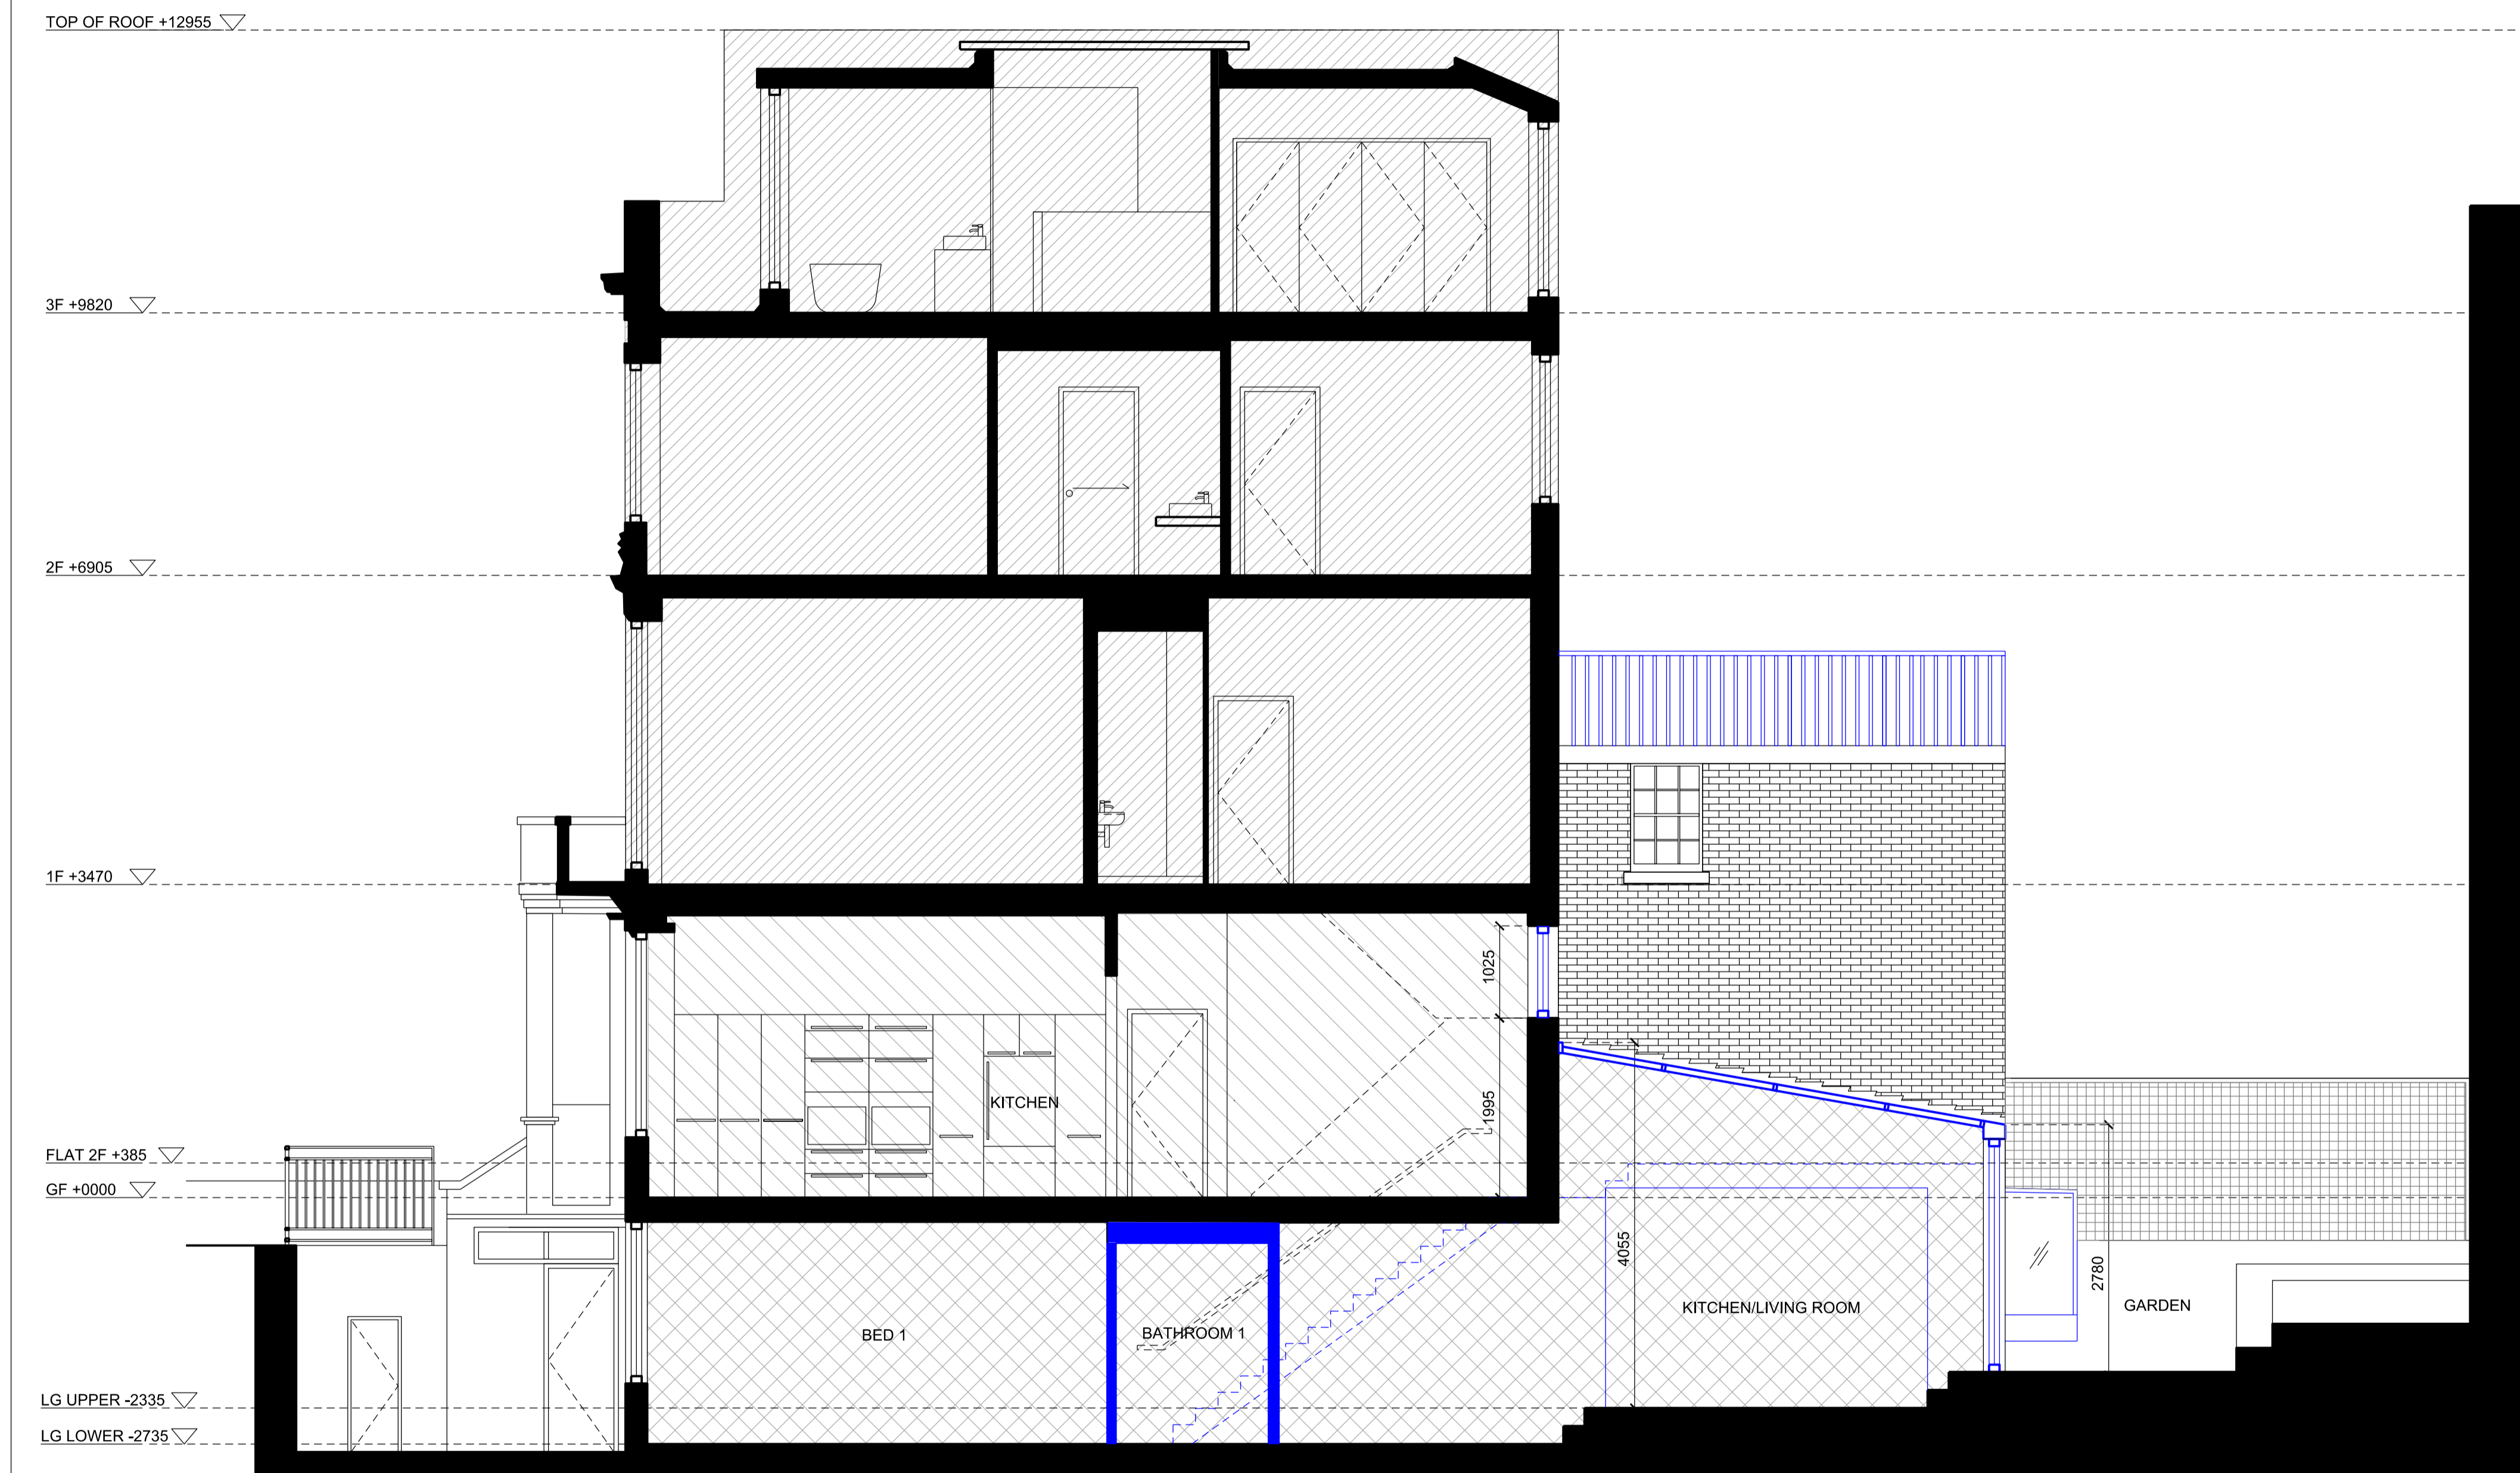 TOP OF ROOF +12955
3F +9820
2F +6905
1F +3470
1025
KITCHEN
1995
FLAT 2F +385
GF +0000
4055
2780
KITCHEN/LIVING ROOM
GARDEN
BED 1
BATHROOM 1
LG UPPER -2335
LG LOWER -2735